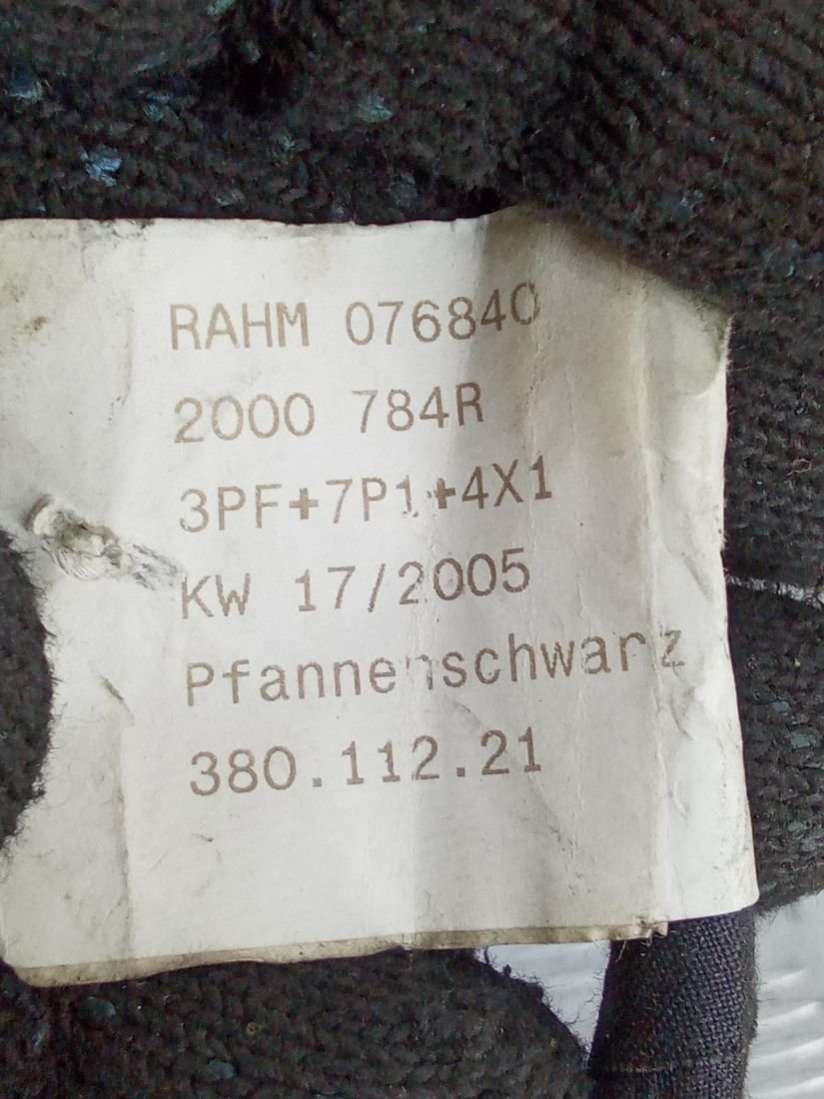 RAHM 076840
2000 784R
3PF+7P1+4X1
KW 17/2005
Pfannenschwarz
380.112.21